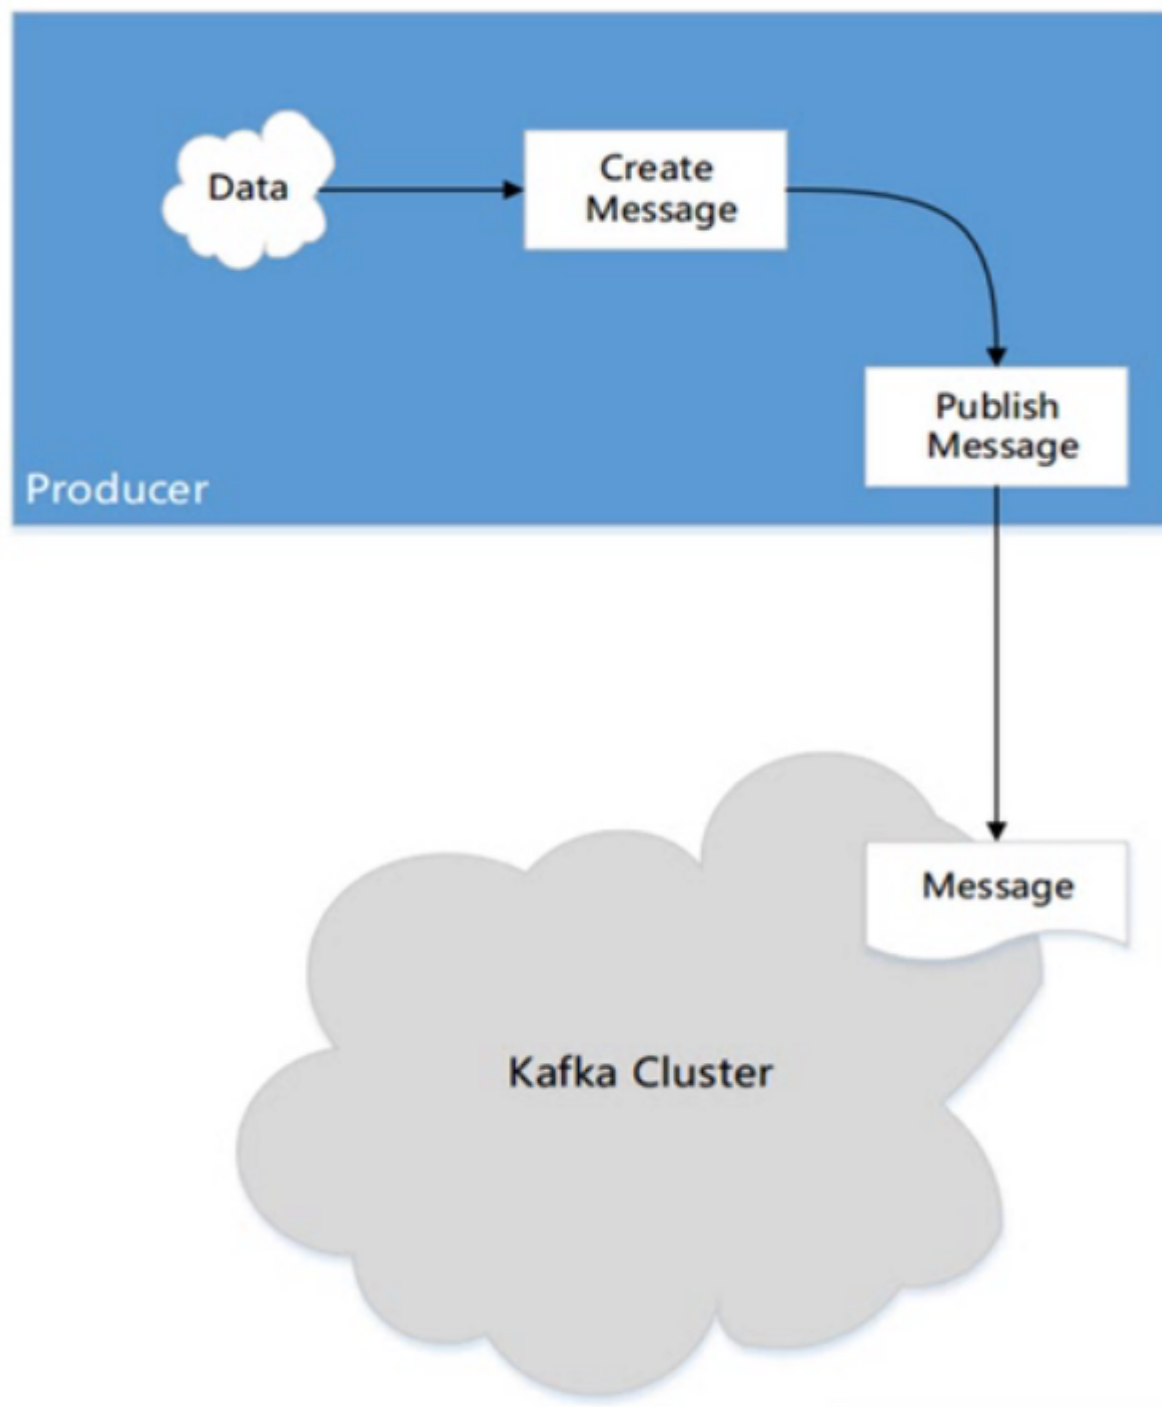 Data
Create
Message
Publish
Message
Producer
Message
Kafka Cluster